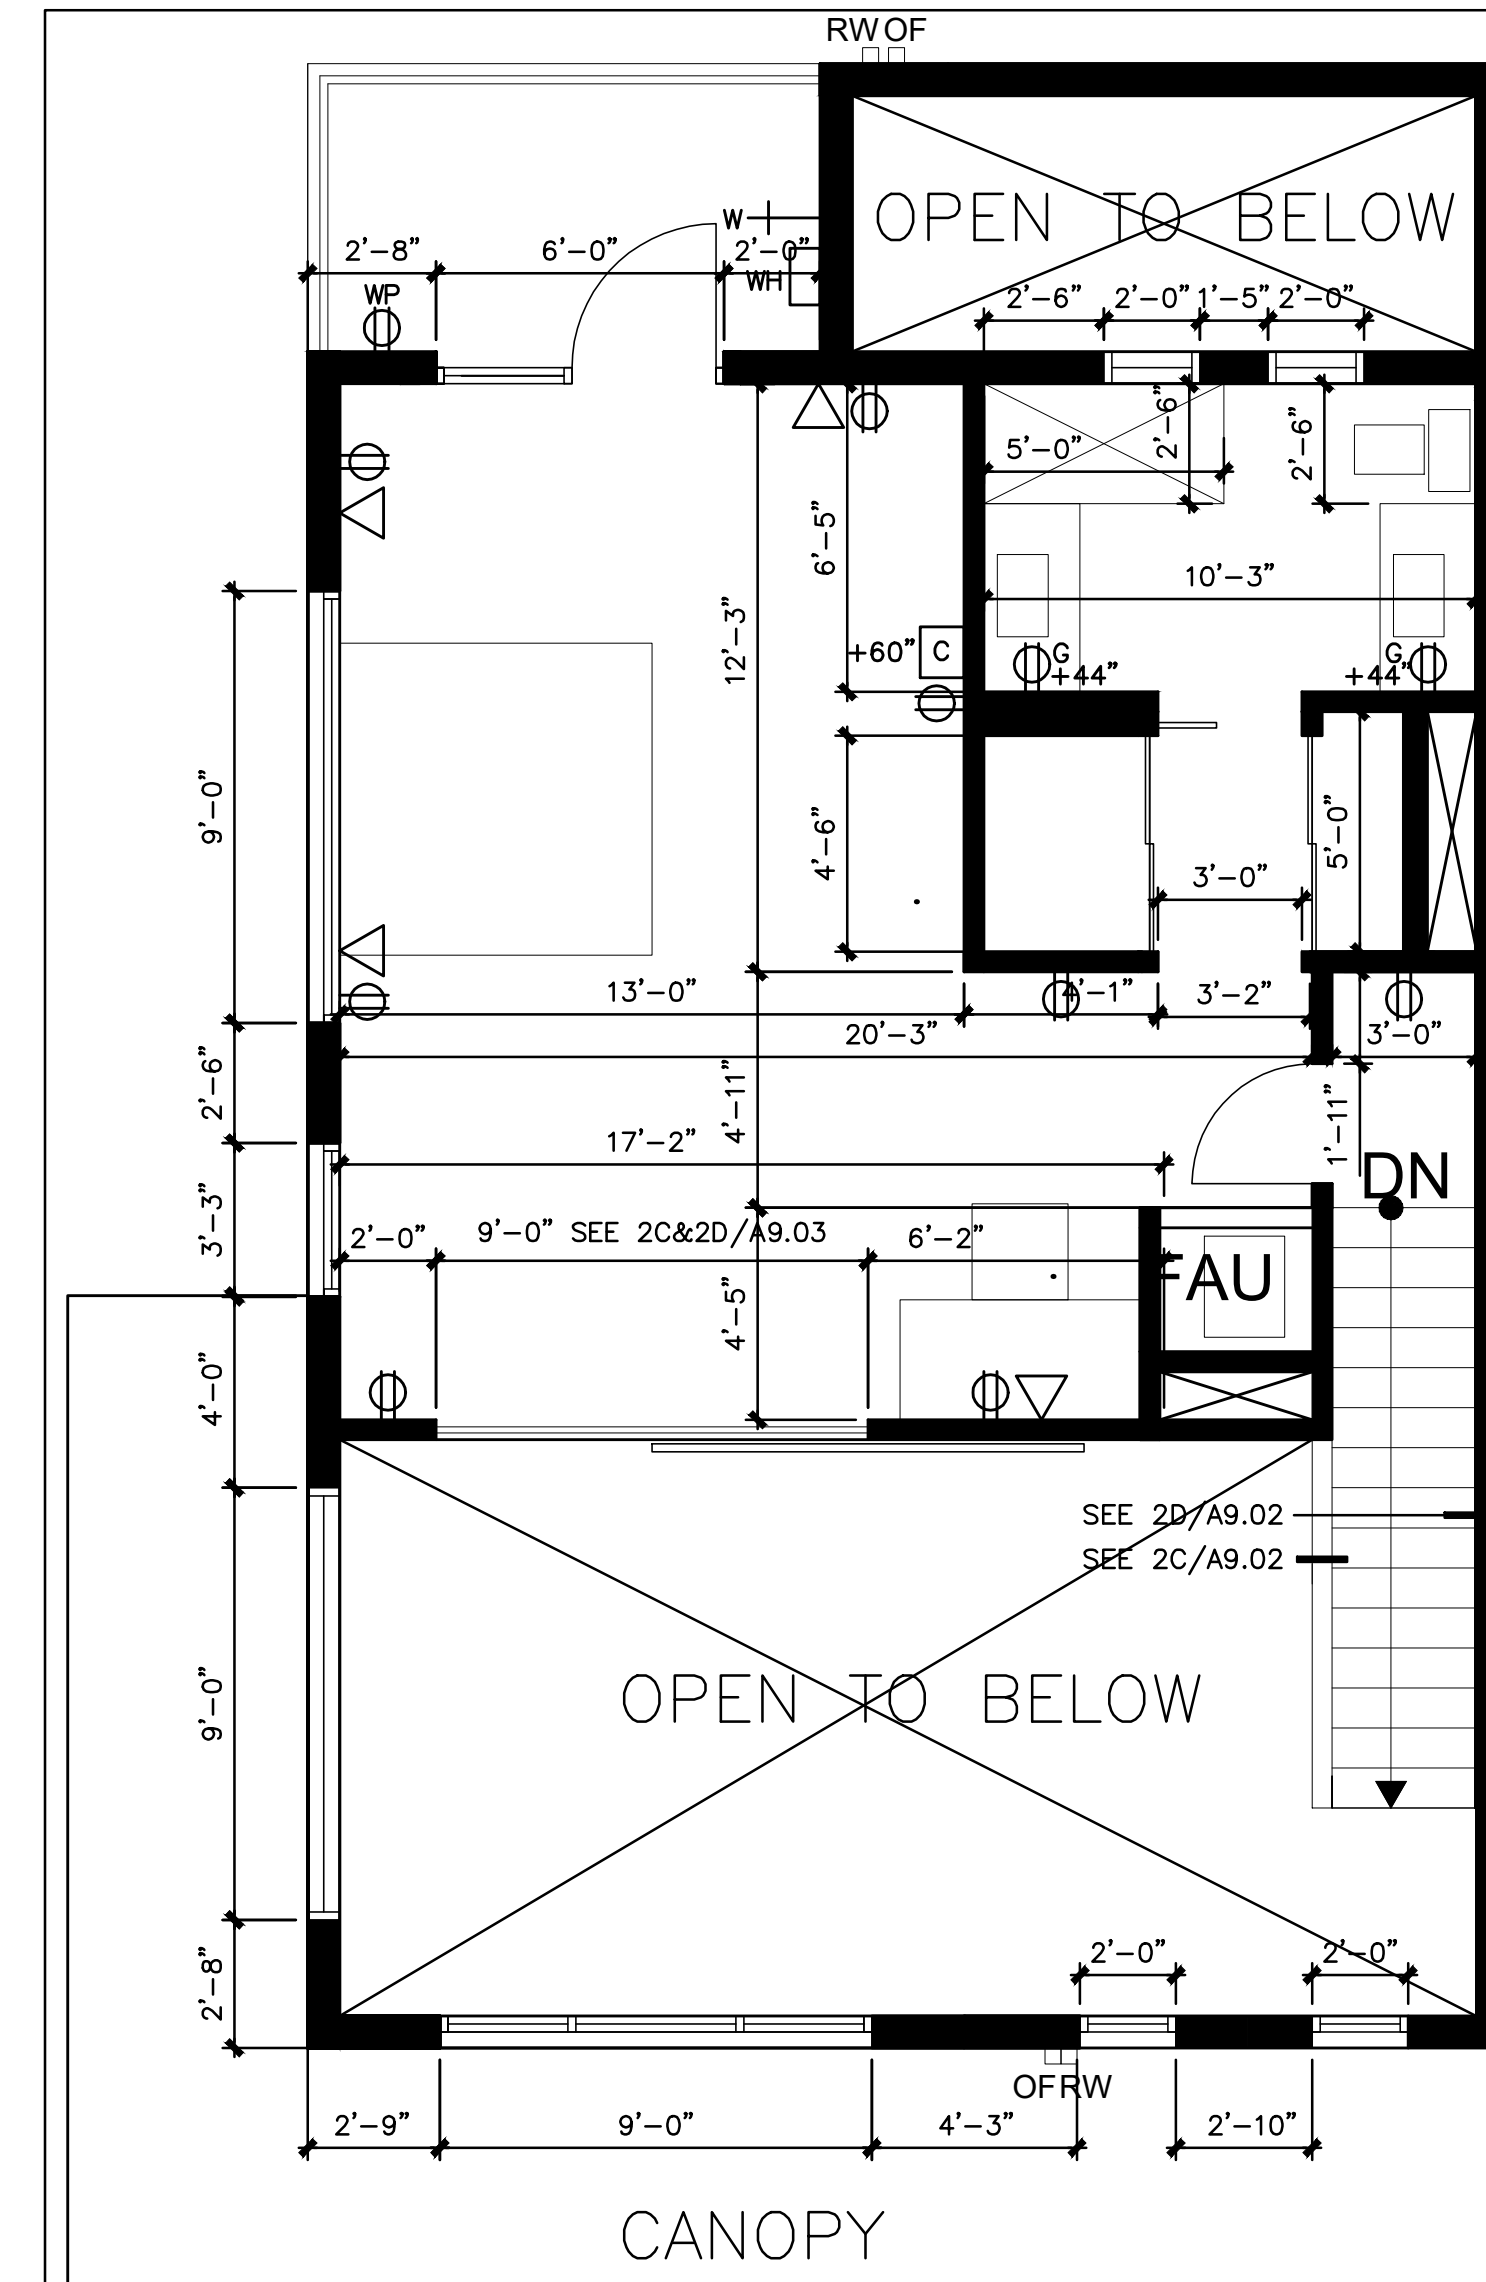 RW OF
OPEN TO BELOW
W
2'-8"
6'-0"
2'-0"
WH
WP
2'-6"
2'-0"
1'-5"
2'-0"
5'-0"
2'-6"
2'-6"
6'-5"
10'-3"
12'-3"
+60"
C
G
+44"
G
+44"
9'-0"
4'-6"
5'-0"
3'-0"
13'-0"
4'-1"
3'-2"
20'-3"
3'-0"
2'-6"
4'-11"
1'-11"
17'-2"
DN
3'-3"
2'-0"
9'-0" SEE 2C&2D/A9.03
6'-2"
FAU
4'-5"
4'-0"
SEE 2D/A9.02
SEE 2C/A9.02
9'-0"
OPEN TO BELOW
2'-0"
2'-0"
2'-8"
OF RW
2'-9"
9'-0"
4'-3"
2'-10"
CANOPY